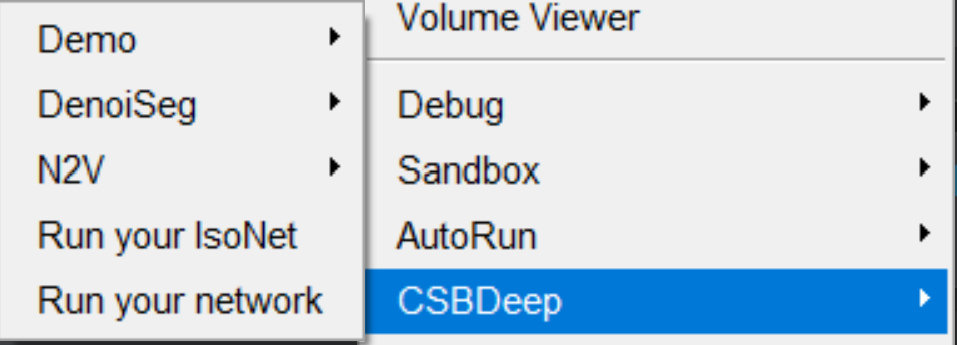 Demo
DenoiSeg
N2V
Run your IsoNet
Run your network
Volume Viewer
Debug
Sandbox
AutoRun
CSBDeep